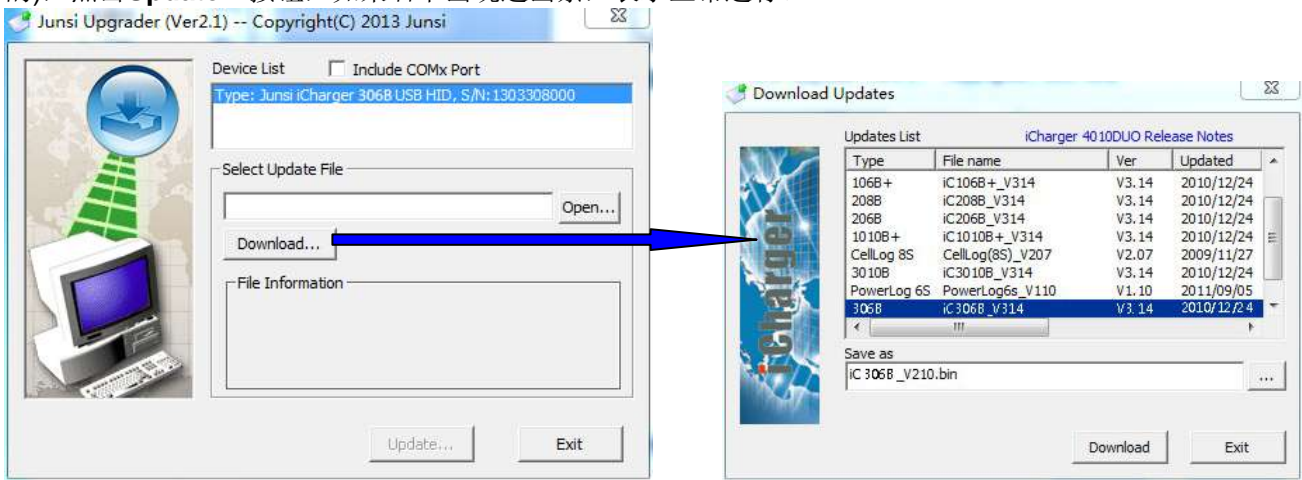 Junsi Upgrader (Ver2.1) -- Copyright(C) 2013 Junsi
Device List Include COMx Port
Type: Junsi iCharger 306B USB HID, S/N:1303308000
Select Update File
Open...
Download...
File Information
Update... Exit
Download Updates
Updates List iCharger 4010DUO Release Notes
Type File name Ver Updated
106B+ iC106B+_V314 V3.14 2010/12/24
208B iC208B_V314 V3.14 2010/12/24
206B iC206B_V314 V3.14 2010/12/24
1010B+ iC1010B+_V314 V3.14 2010/12/24
CellLog 8S CellLog(8S)_V207 V2.07 2009/11/27
3010B iC3010B_V314 V3.14 2010/12/24
PowerLog 6S PowerLog6s_V110 V1.10 2011/09/05
306B iC306B_V314 V3.14 2010/12/24
iCharger
Save as
iC 306B _V210.bin
...
Download Exit